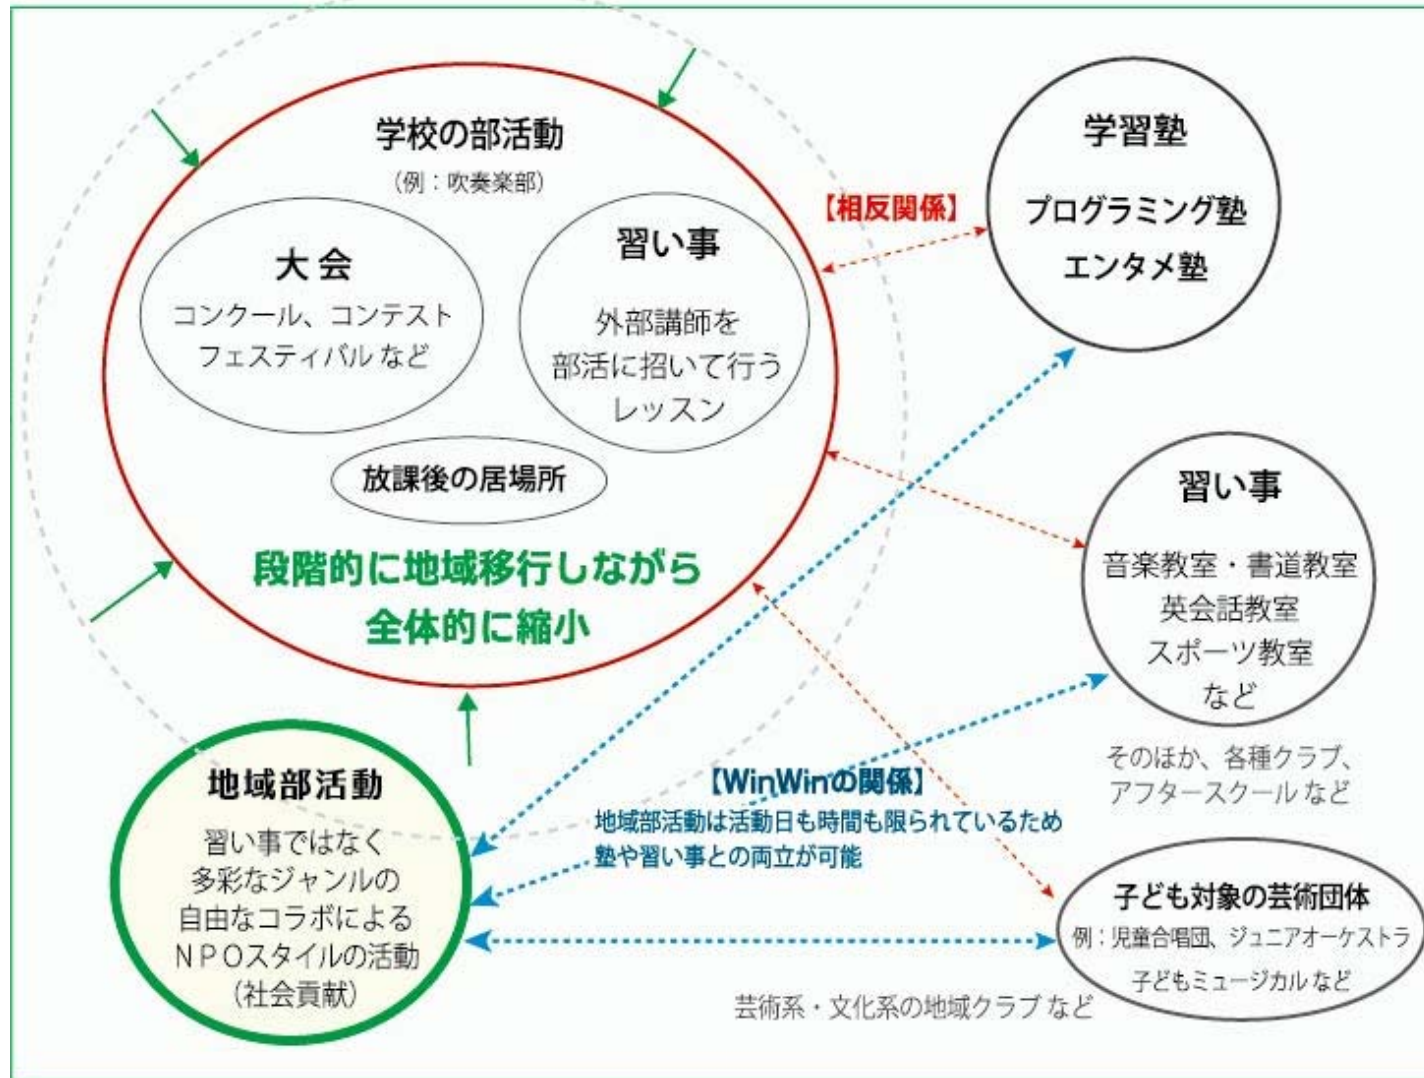 学校の部活動
（例：吹奏楽部）
大 会
コンクール、コンテスト
フェスティバル など
習い事
外部講師を
部活に招いて行う
レッスン
放課後の居場所
段階的に地域移行しながら
全体的に縮小
【相反関係】
学習塾
プログラミング塾
エンタメ塾
習い事
音楽教室・書道教室
英会話教室
スポーツ教室
など
そのほか、各種クラブ、
アフタースクール など
地域部活動
習い事ではなく
多彩なジャンルの
自由なコラボによる
ＮＰＯスタイルの活動
（社会貢献）
【WinWinの関係】
地域部活動は活動日も時間も限られているため
塾や習い事との両立が可能
子ども対象の芸術団体
例：児童合唱団、ジュニアオーケストラ
子どもミュージカル など
芸術系・文化系の地域クラブ など